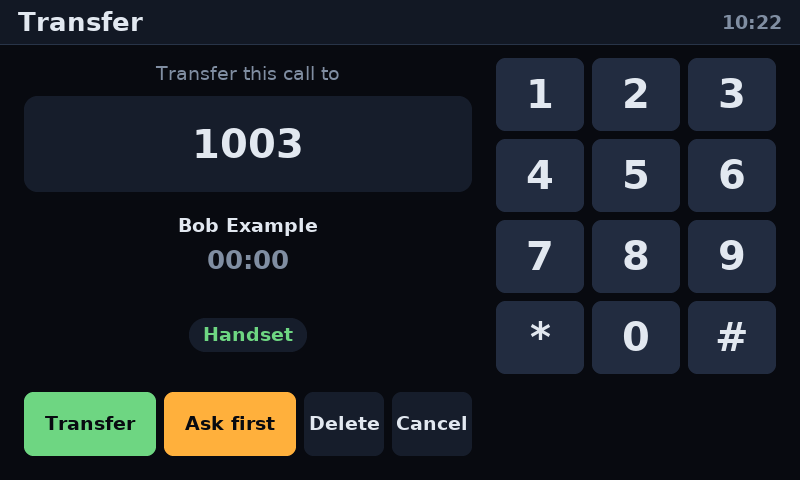 Transfer
10:22
Transfer this call to
1003
Bob Example
00:00
Handset
Transfer Ask first Delete Cancel
1 2 3
4 5 6
7 8 9
* 0 #